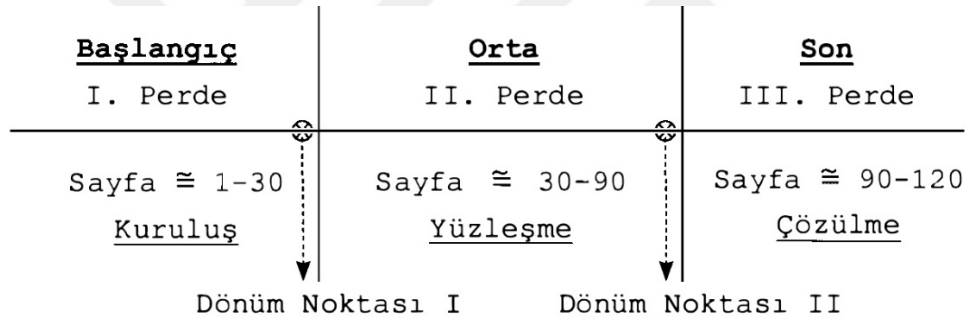 Başlangıç Orta Son
I. Perde II. Perde III. Perde
Sayfa ≅ 1-30 Sayfa ≅ 30-90 Sayfa ≅ 90-120
Kuruluş Yüzleşme Çözülme
Dönüm Noktası I Dönüm Noktası II